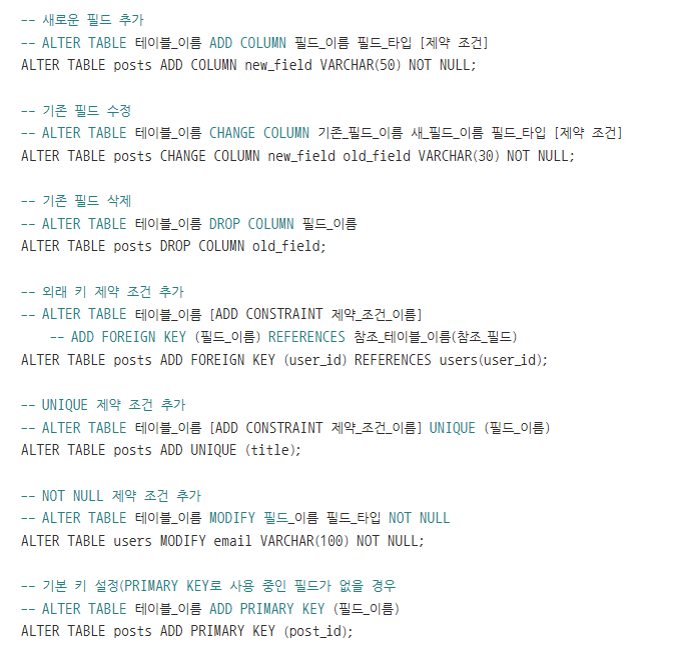 -- 새로운 필드 추가
-- ALTER TABLE 테이블_이름 ADD COLUMN 필드_이름 필드_타입 [제약 조건]
ALTER TABLE posts ADD COLUMN new_field VARCHAR(50) NOT NULL;
-- 기존 필드 수정
-- ALTER TABLE 테이블_이름 CHANGE COLUMN 기존_필드_이름 새_필드_이름 필드_타입 [제약 조건]
ALTER TABLE posts CHANGE COLUMN new_field old_field VARCHAR(30) NOT NULL;
-- 기존 필드 삭제
-- ALTER TABLE 테이블_이름 DROP COLUMN 필드_이름
ALTER TABLE posts DROP COLUMN old_field;
-- 외래 키 제약 조건 추가
-- ALTER TABLE 테이블_이름 [ADD CONSTRAINT 제약_조건_이름]
-- ADD FOREIGN KEY (필드_이름) REFERENCES 참조_테이블_이름(참조_필드)
ALTER TABLE posts ADD FOREIGN KEY (user_id) REFERENCES users(user_id);
-- UNIQUE 제약 조건 추가
-- ALTER TABLE 테이블_이름 [ADD CONSTRAINT 제약_조건_이름] UNIQUE (필드_이름)
ALTER TABLE posts ADD UNIQUE (title);
-- NOT NULL 제약 조건 추가
-- ALTER TABLE 테이블_이름 MODIFY 필드_이름 필드_타입 NOT NULL
ALTER TABLE users MODIFY email VARCHAR(100) NOT NULL;
-- 기본 키 설정(PRIMARY KEY로 사용 중인 필드가 없을 경우
-- ALTER TABLE 테이블_이름 ADD PRIMARY KEY (필드_이름)
ALTER TABLE posts ADD PRIMARY KEY (post_id);